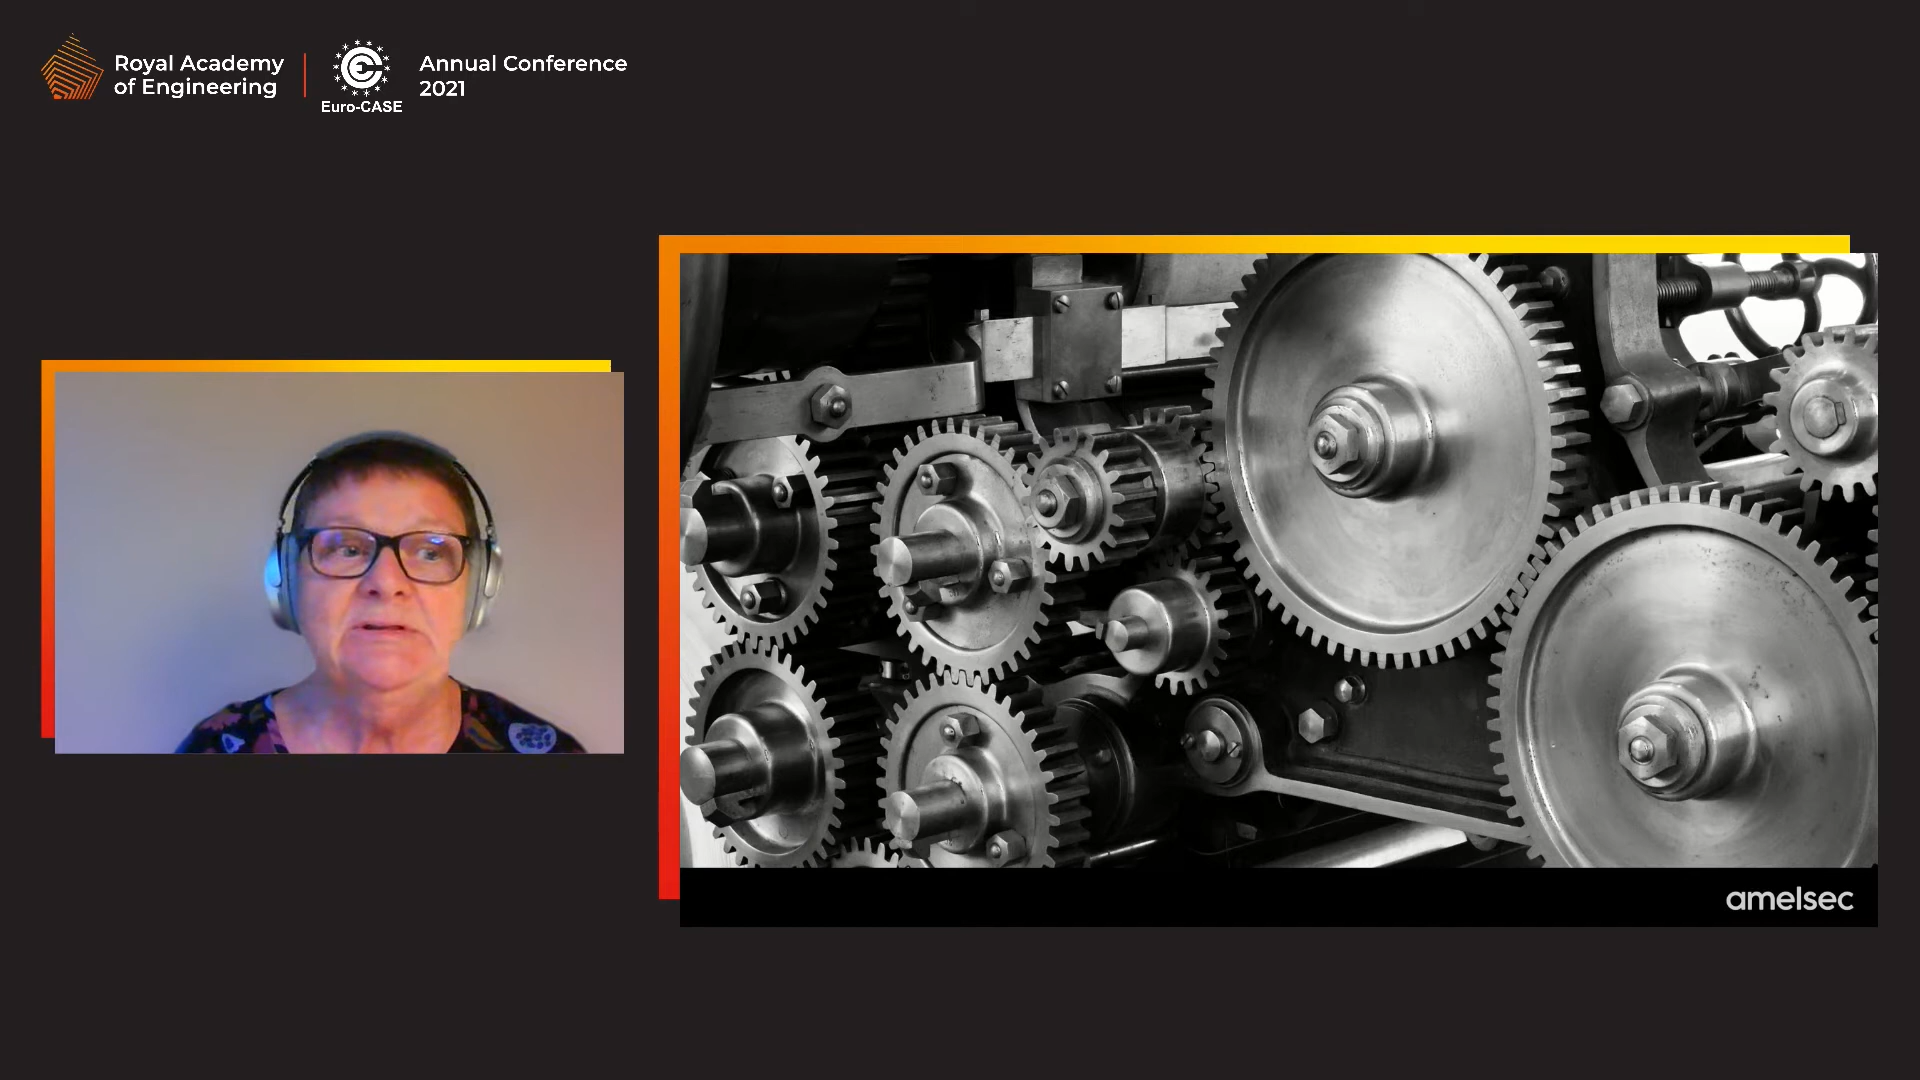 Royal Academy
of Engineering
Euro-CASE
Annual Conference
2021
amelsec